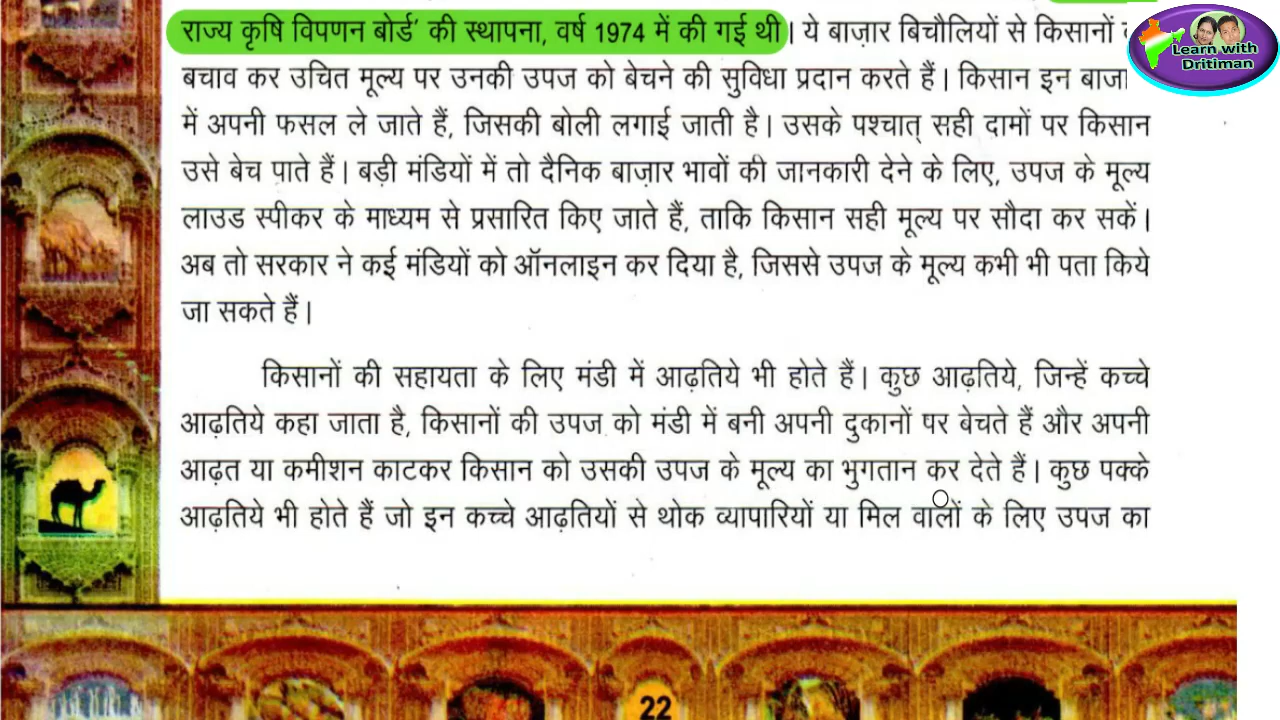 राज्य कृषि विपणन बोर्ड’ की स्थापना, वर्ष 1974 में की गई थी। ये बाज़ार बिचौलियों से किसानों
बचाव कर उचित मूल्य पर उनकी उपज को बेचने की सुविधा प्रदान करते हैं। किसान इन
में अपनी फसल ले जाते हैं, जिसकी बोली लगाई जाती है। उसके पश्चात् सही दामों पर किसान
उसे बेच पाते हैं। बड़ी मंडियों में तो दैनिक बाज़ार भावों की जानकारी देने के लिए, उपज के मूल्य
लाउड स्पीकर के माध्यम से प्रसारित किए जाते हैं, ताकि किसान सही मूल्य पर सौदा कर सकें।
अब तो सरकार ने कई मंडियों को ऑनलाइन कर दिया है, जिससे उपज के मूल्य कभी भी पता किये
जा सकते हैं।
किसानों की सहायता के लिए मंडी में आढ़तिये भी होते हैं। कुछ आढ़तिये, जिन्हें कच्चे
आढ़तिये कहा जाता है, किसानों की उपज को मंडी में बनी अपनी दुकानों पर बेचते हैं और अपनी
आढ़त या कमीशन काटकर किसान को उसकी उपज के मूल्य का भुगतान कर देते हैं। कुछ पक्के
आढ़तिये भी होते हैं जो इन कच्चे आढ़तियों से थोक व्यापारियों या मिल वालों के लिए उपज का
22
Learn with
Dritiman